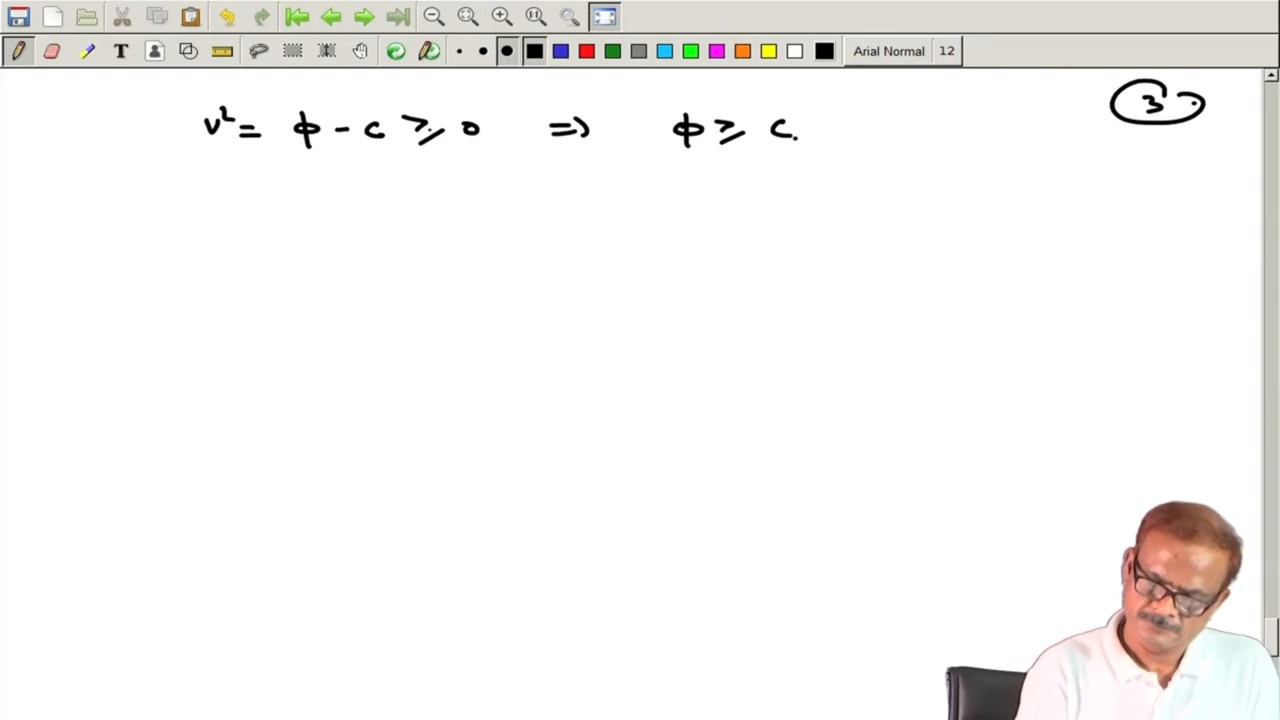 Arial Normal 12
v² = φ - c ≥ 0 ⇒ φ ≥ c.
3